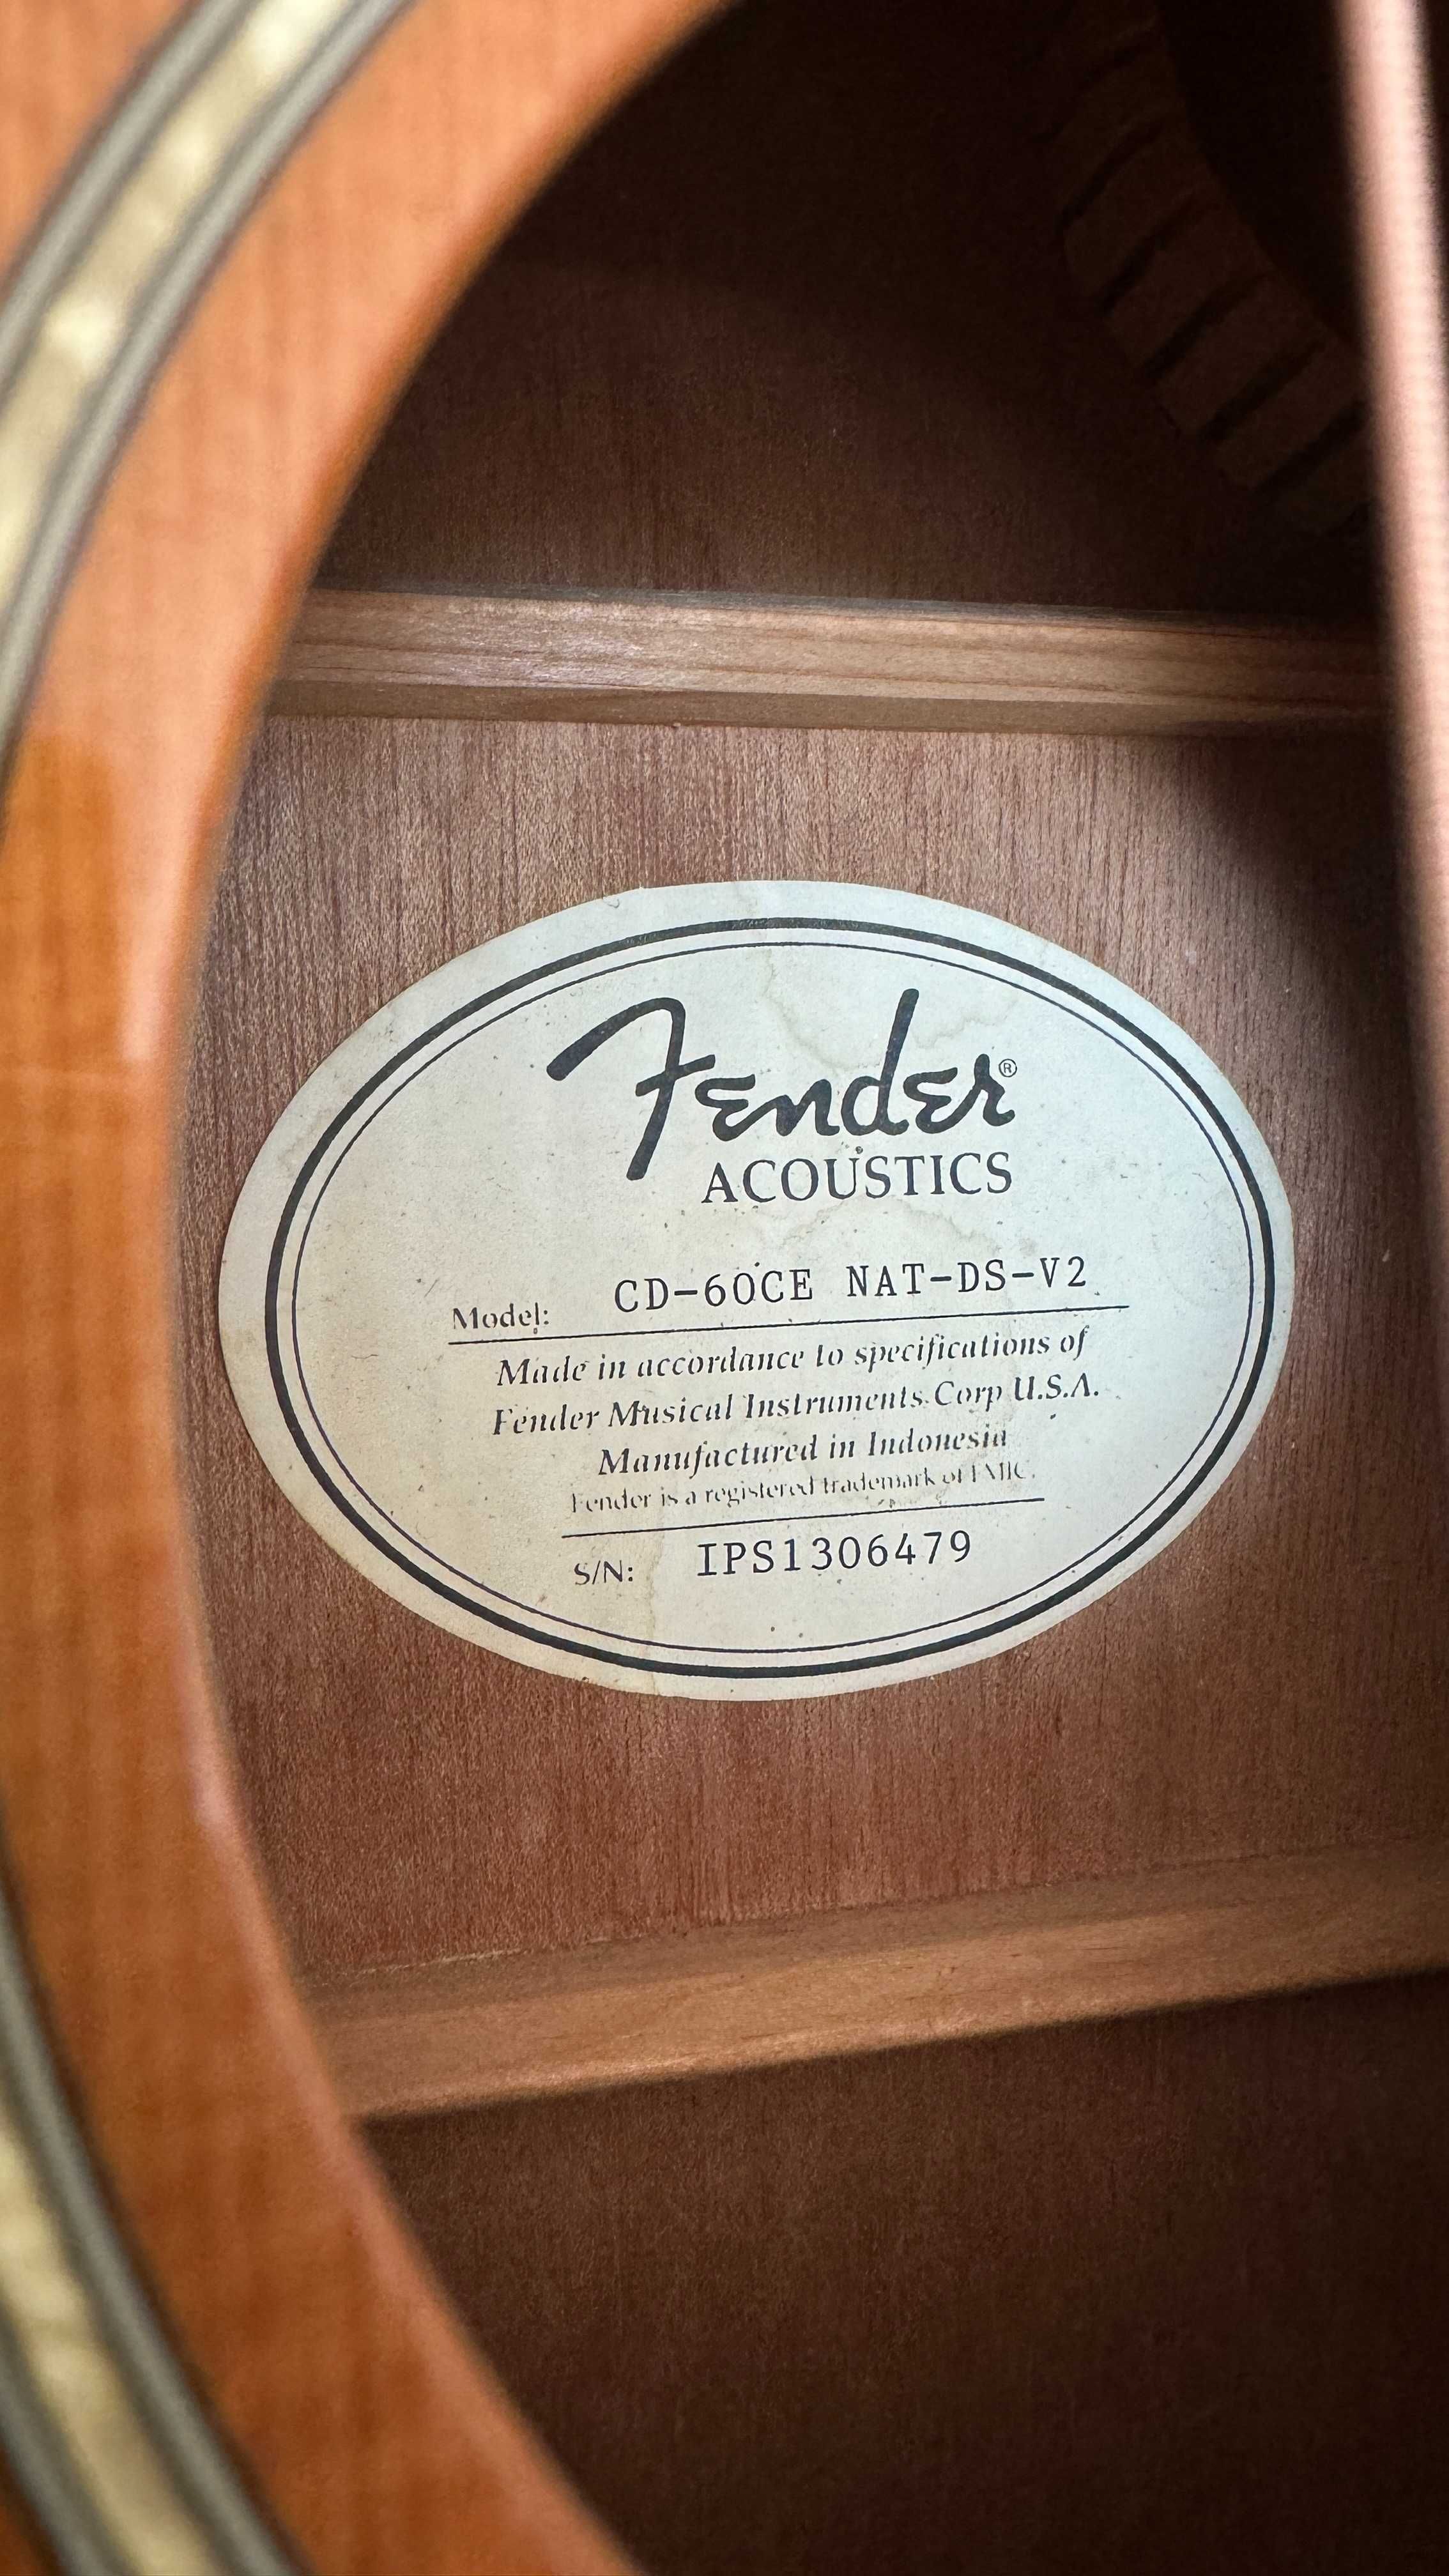 Fender®
ACOUSTICS
Model: CD-60CE NAT-DS-V2
Made in accordance to specifications of
Fender Musical Instruments Corp U.S.A.
Manufactured in Indonesia
Fender is a registered trademark of FMIC.
S/N: IPS1306479